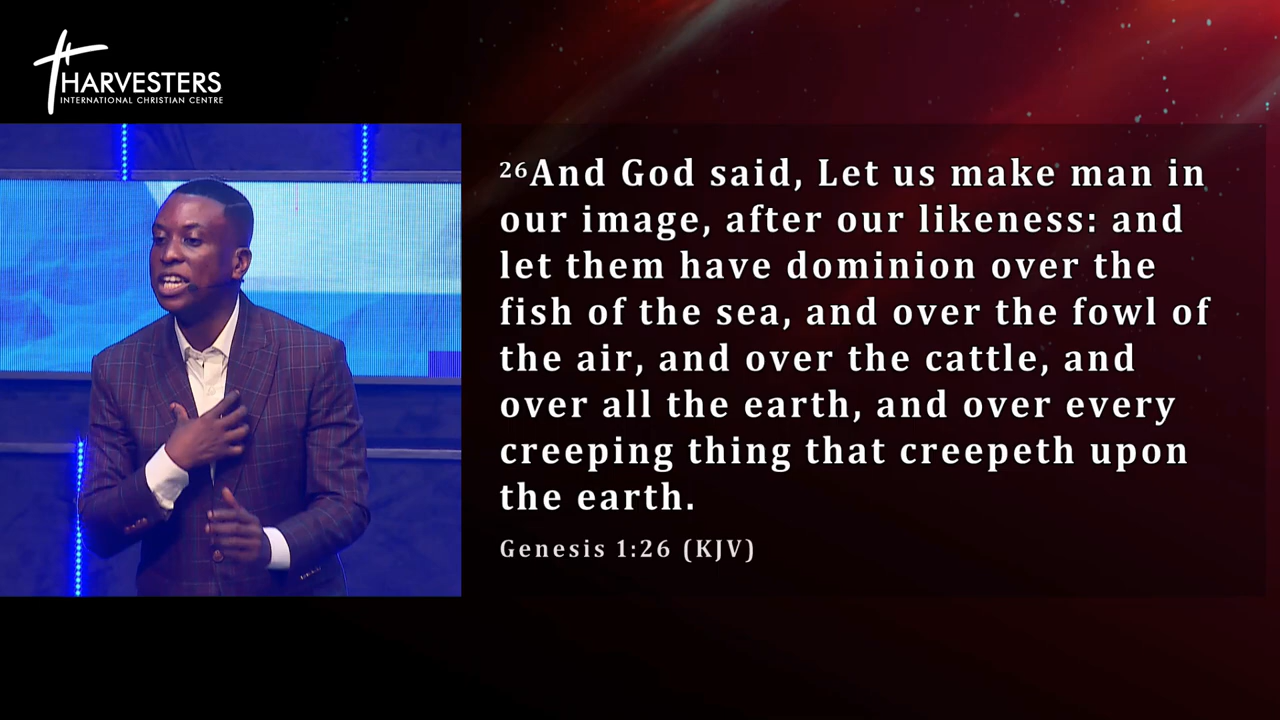 HARVESTERS
INTERNATIONAL CHRISTIAN CENTRE
26And God said, Let us make man in
our image, after our likeness: and
let them have dominion over the
fish of the sea, and over the fowl of
the air, and over the cattle, and
over all the earth, and over every
creeping thing that creepeth upon
the earth.
Genesis 1:26 (KJV)